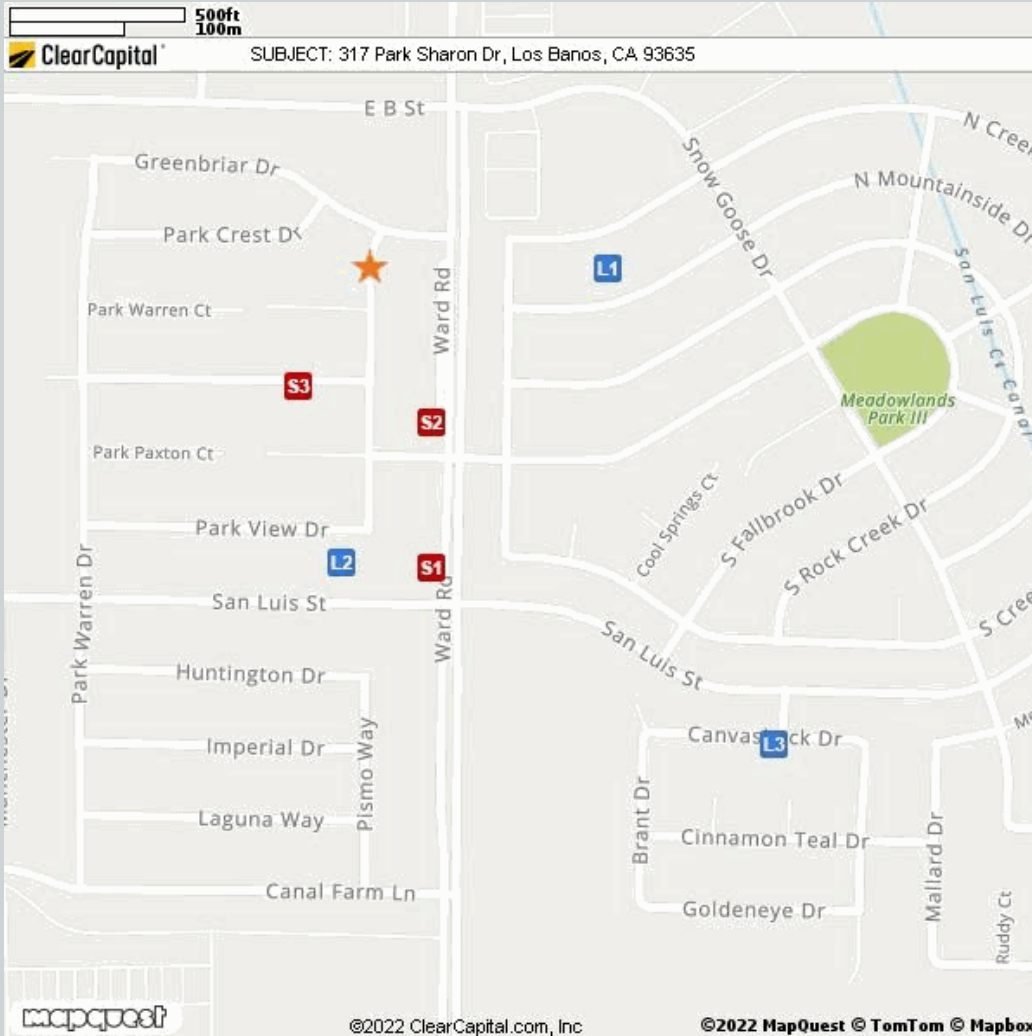 500ft
100m
ClearCapital
SUBJECT: 317 Park Sharon Dr, Los Banos, CA 93635
E B St
N Creek
Greenbriar Dr
Snow Goose Dr
N Mountainside Dr
Park Crest Dr
L1
Ward Rd
San Luis Cr Canal
Park Warren Ct
S3
S2
Meadowlands
Park III
Park Paxton Ct
Cool Springs Ct
S Fallbrook Dr
Park View Dr
S Rock Creek Dr
L2
S1
San Luis St
Ward Rd
Park Warren Dr
San Luis St
S Cree
Huntington Dr
Imperial Dr
Pismo Way
Canvas
ck Dr
L3
Laguna Way
Brant Dr
Cinnamon Teal Dr
Mallard Dr
Canal Farm Ln
Goldeneye Dr
Ruddy Ct
mapquest
©2022 ClearCapital.com, Inc
©2022 MapQuest © TomTom © Mapbox